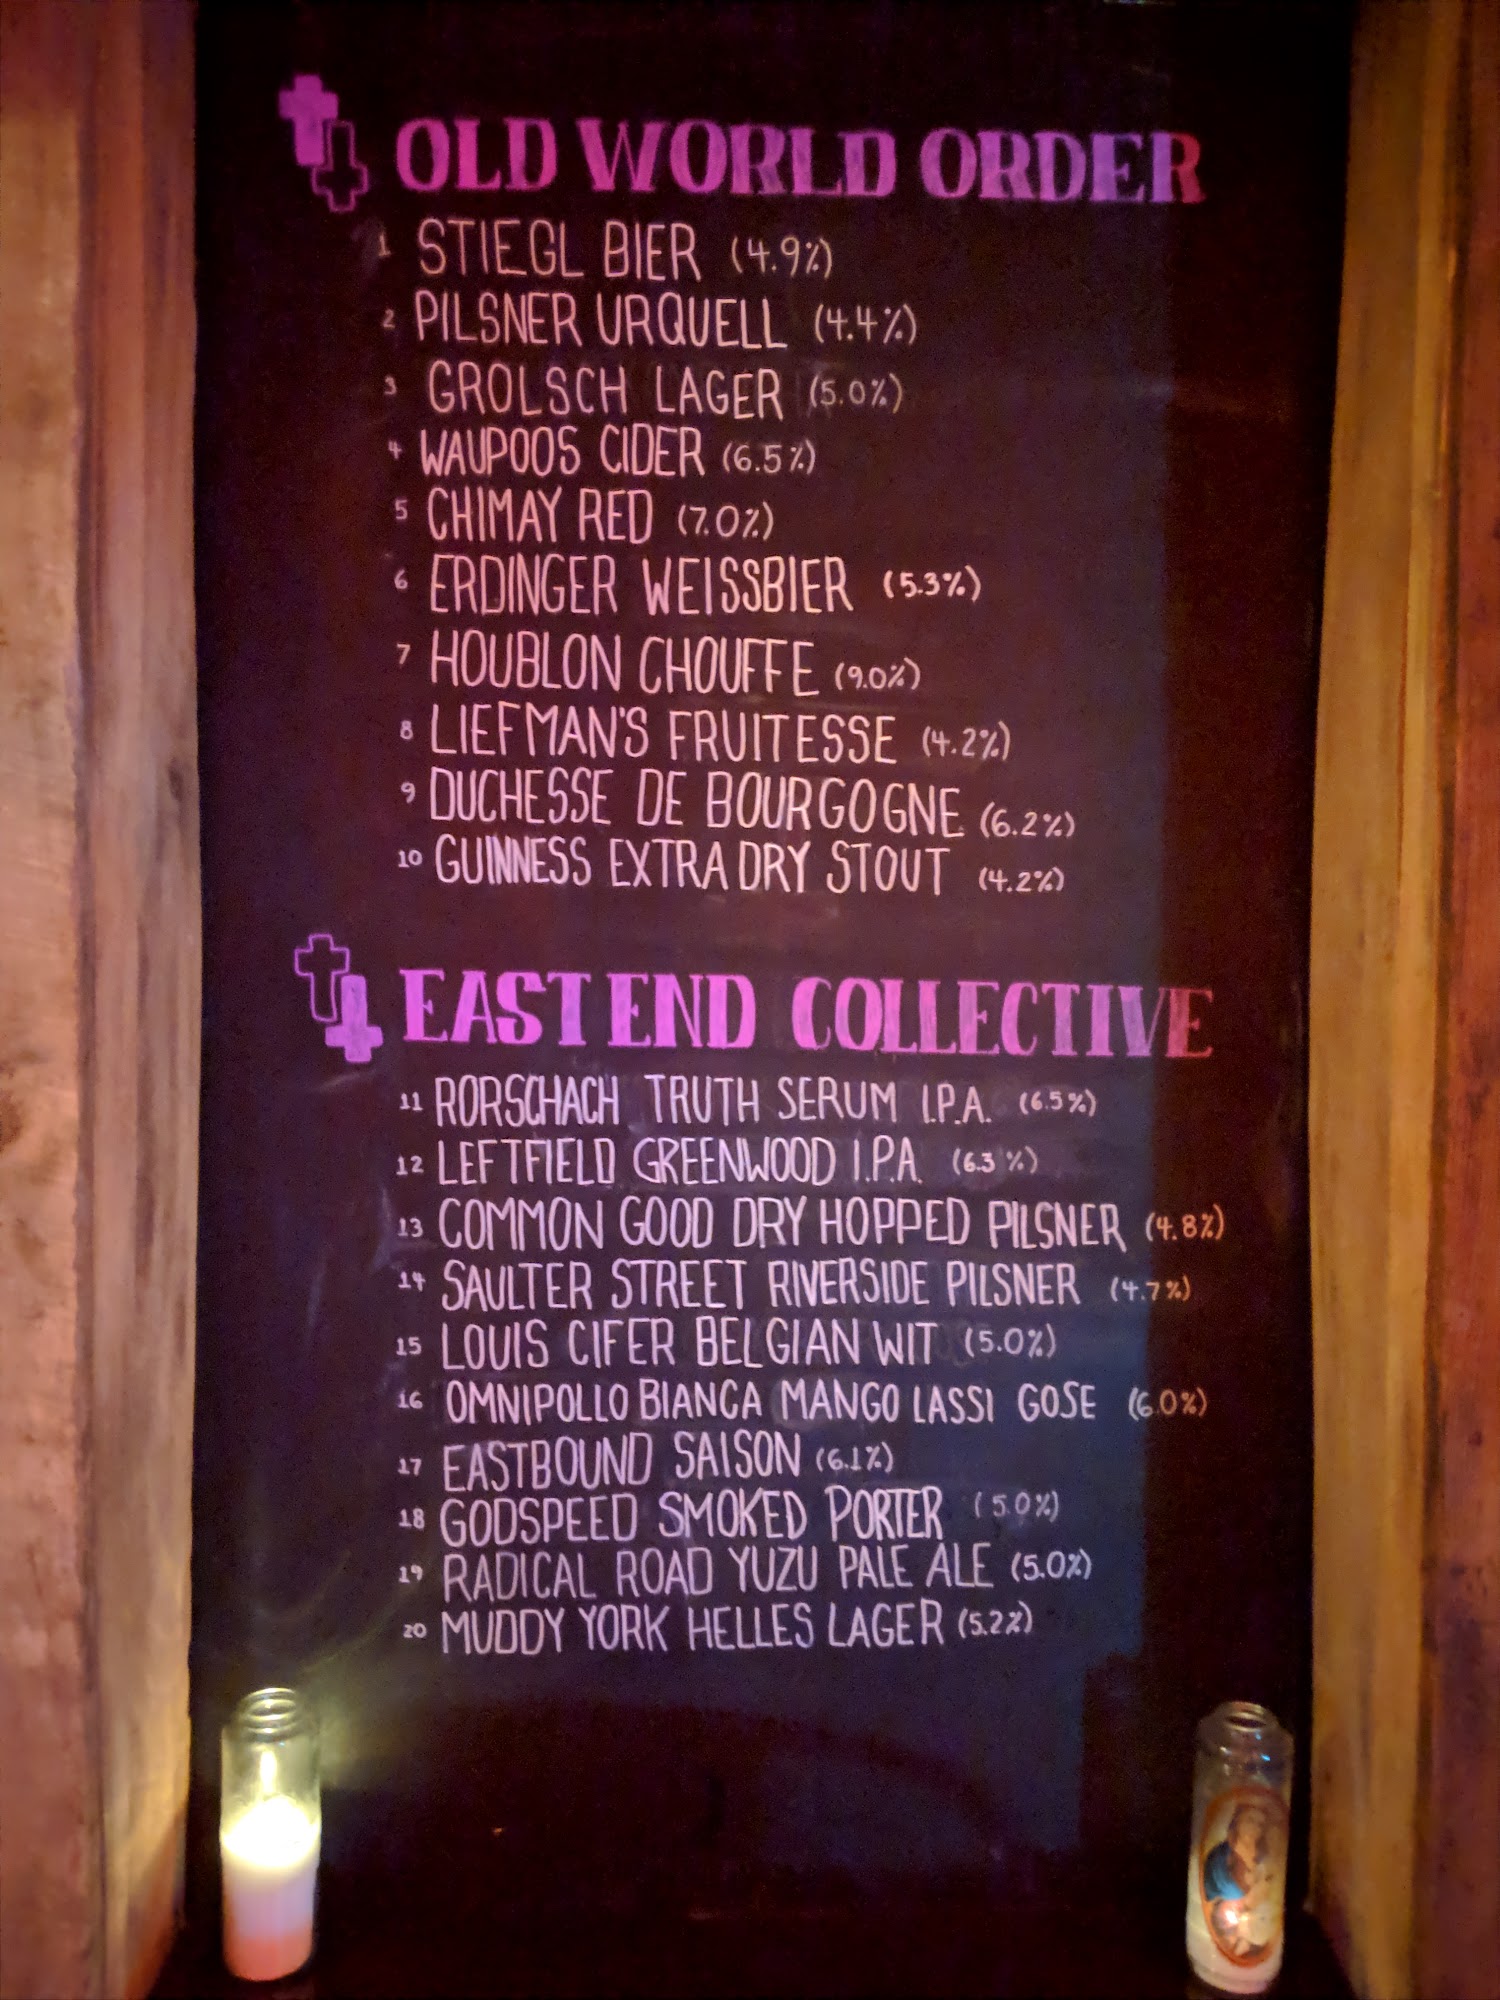 OLD WORLD ORDER
1 STIEGL BIER (4.9%)
2 PILSNER URQUELL (4.4%)
3 GROLSCH LAGER (5.0%)
4 WAUPOOS CIDER (6.5%)
5 CHIMAY RED (7.0%)
6 ERDINGER WEISSBIER (5.3%)
7 HOUBLON CHOUFFE (9.0%)
8 LIEFMAN'S FRUITESSE (4.2%)
9 DUCHESSE DE BOURGOGNE (6.2%)
10 GUINNESS EXTRA DRY STOUT (4.2%)
EAST END COLLECTIVE
11 RORSCHACH TRUTH SERUM I.P.A. (6.5%)
12 LEFTFIELD GREENWOOD I.P.A. (6.3%)
13 COMMON GOOD DRY HOPPED PILSNER (4.8%)
14 SAULTER STREET RIVERSIDE PILSNER (4.7%)
15 LOUIS CIFER BELGIAN WIT (5.0%)
16 OMNIPOLLO BIANCA MANGO LASSI GOSE (6.0%)
17 EASTBOUND SAISON (6.1%)
18 GODSPEED SMOKED PORTER (5.0%)
19 RADICAL ROAD YUZU PALE ALE (5.0%)
20 MUDDY YORK HELLES LAGER (5.2%)